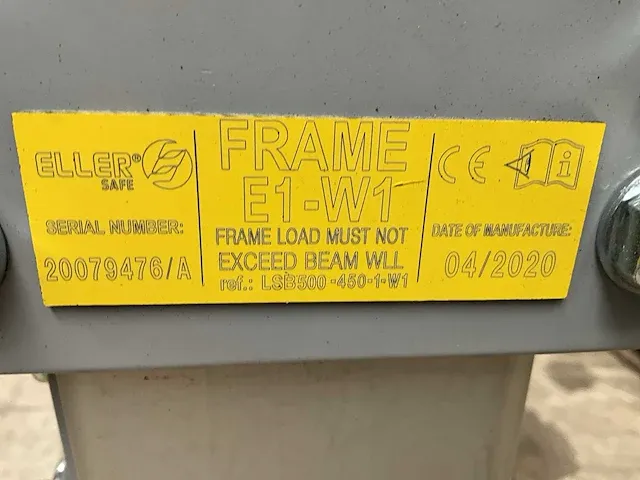 ELLER®
SAFE
SERIAL NUMBER:
20079476/A
FRAME
E1-W1
FRAME LOAD MUST NOT
EXCEED BEAM WLL
ref.: LSB500-450-1-W1
CE
i
DATE OF MANUFACTURE:
04/2020